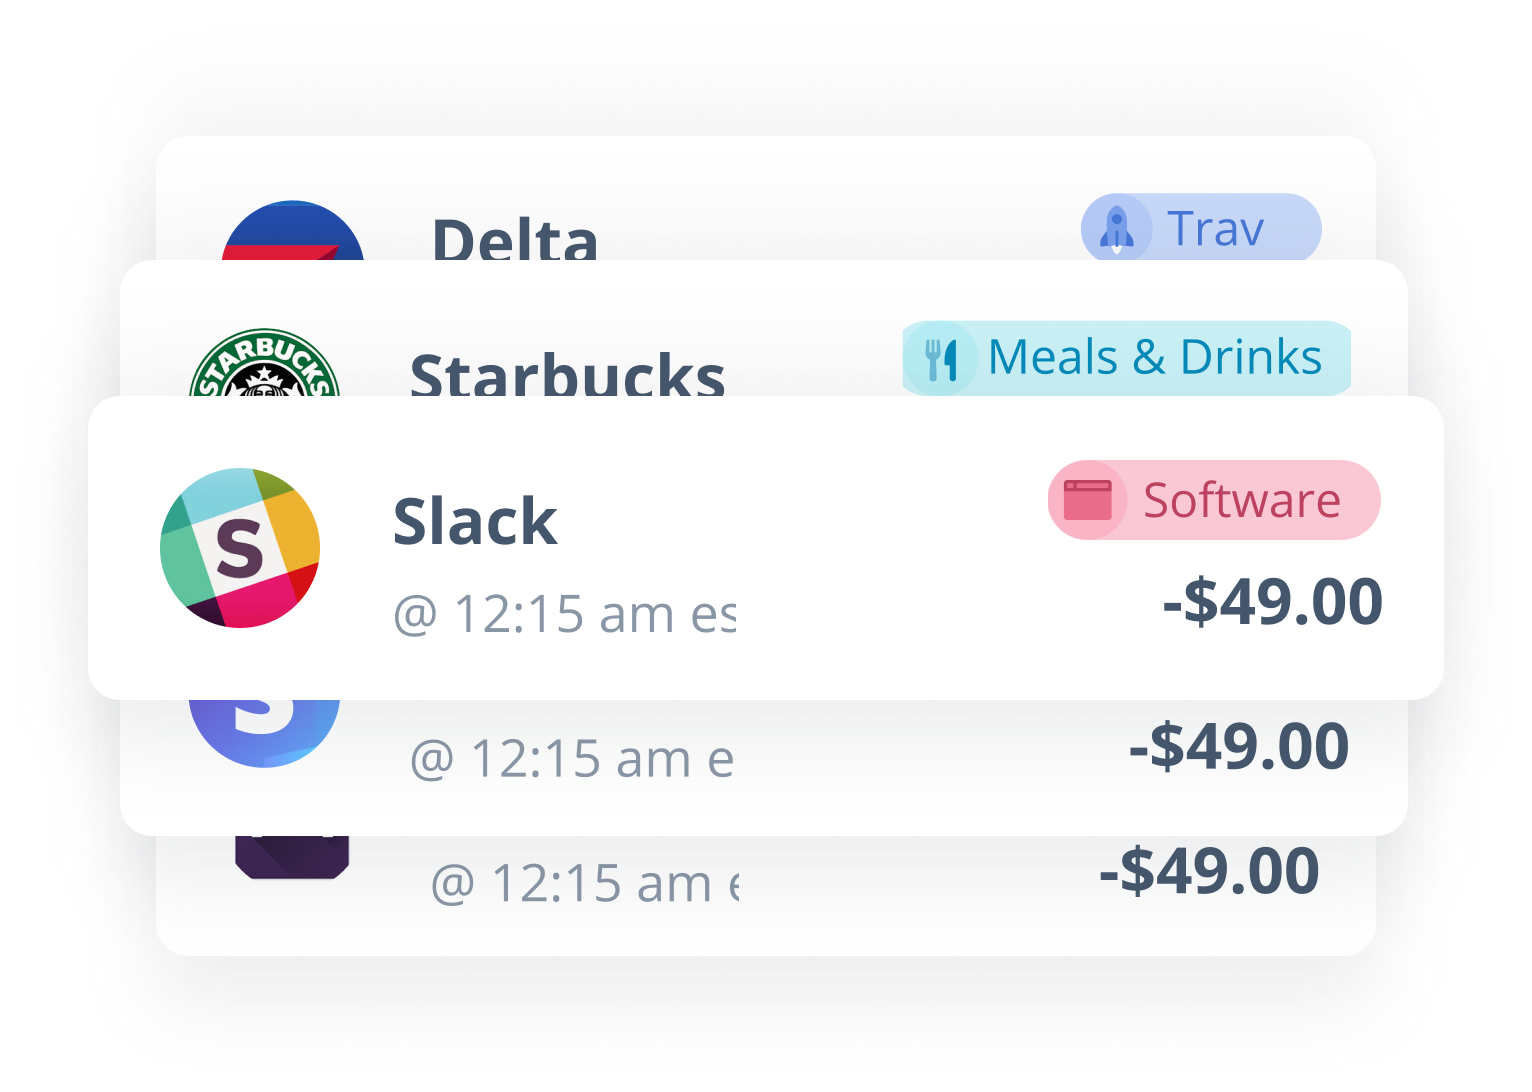 Delta
Trav
STARBUCKS
Starbucks
Meals & Drinks
S
Slack
Software
@ 12:15 am es
-$49.00
S
@ 12:15 am e
-$49.00
@ 12:15 am e
-$49.00